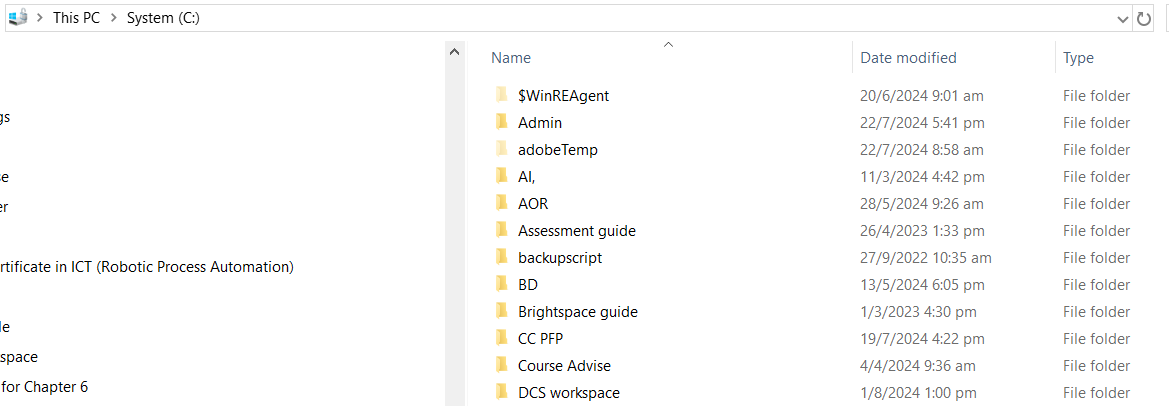 This PC > System (C:)
Name Date modified Type
$WinREAgent 20/6/2024 9:01 am File folder
gs
Admin 22/7/2024 5:41 pm File folder
adobeTemp 22/7/2024 8:58 am File folder
se
AI, 11/3/2024 4:42 pm File folder
er
AOR 28/5/2024 9:26 am File folder
Assessment guide 26/4/2023 1:33 pm File folder
rtificate in ICT (Robotic Process Automation)
backupscript 27/9/2022 10:35 am File folder
BD 13/5/2024 6:05 pm File folder
Brightspace guide 1/3/2023 4:30 pm File folder
le
CC PFP 19/7/2024 4:22 pm File folder
space
Course Advise 4/4/2024 9:36 am File folder
for Chapter 6
DCS workspace 1/8/2024 1:00 pm File folder